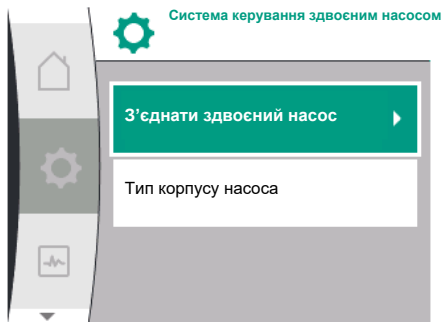 Система керування здвоєним насосом
З’єднати здвоєний насос
Тип корпусу насоса